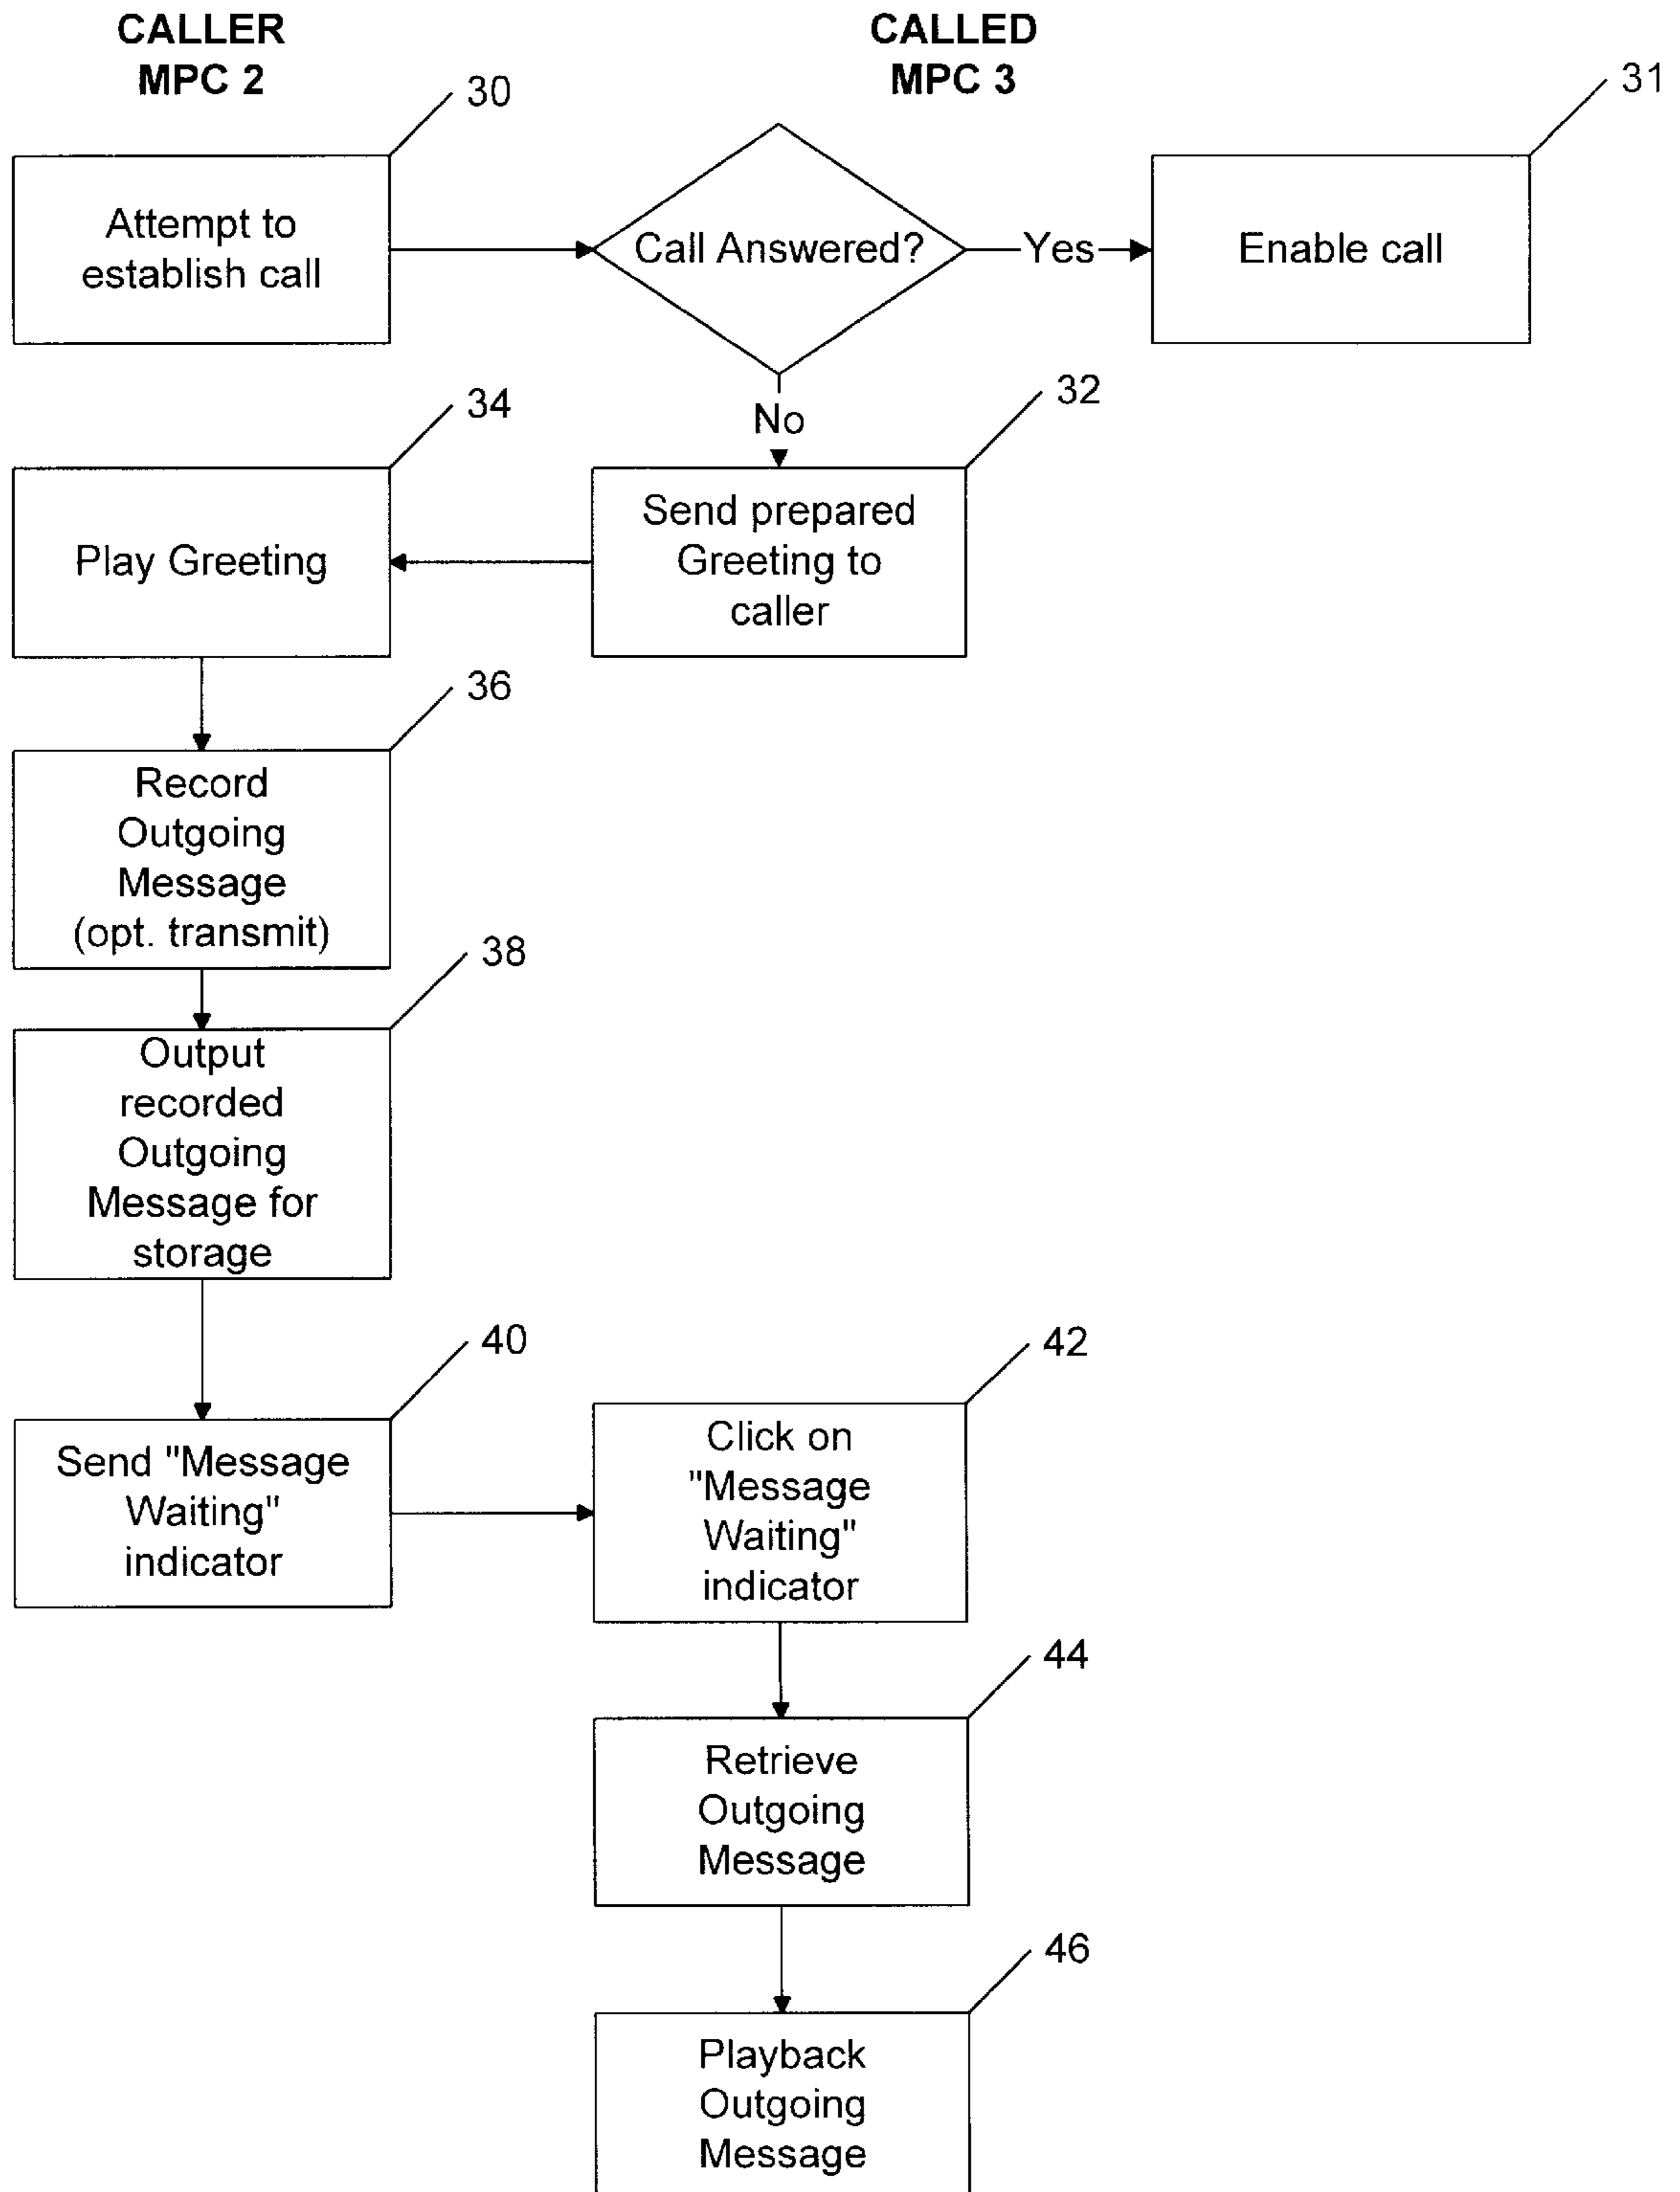 CALLER
MPC 2
CALLED
MPC 3
30
31
Attempt to
establish call
Call Answered?
Yes
Enable call
No
34
32
Play Greeting
Send prepared
Greeting to
caller
36
Record
Outgoing
Message
(opt. transmit)
38
Output
recorded
Outgoing
Message for
storage
40
42
Send "Message
Waiting"
indicator
Click on
"Message
Waiting"
indicator
44
Retrieve
Outgoing
Message
46
Playback
Outgoing
Message